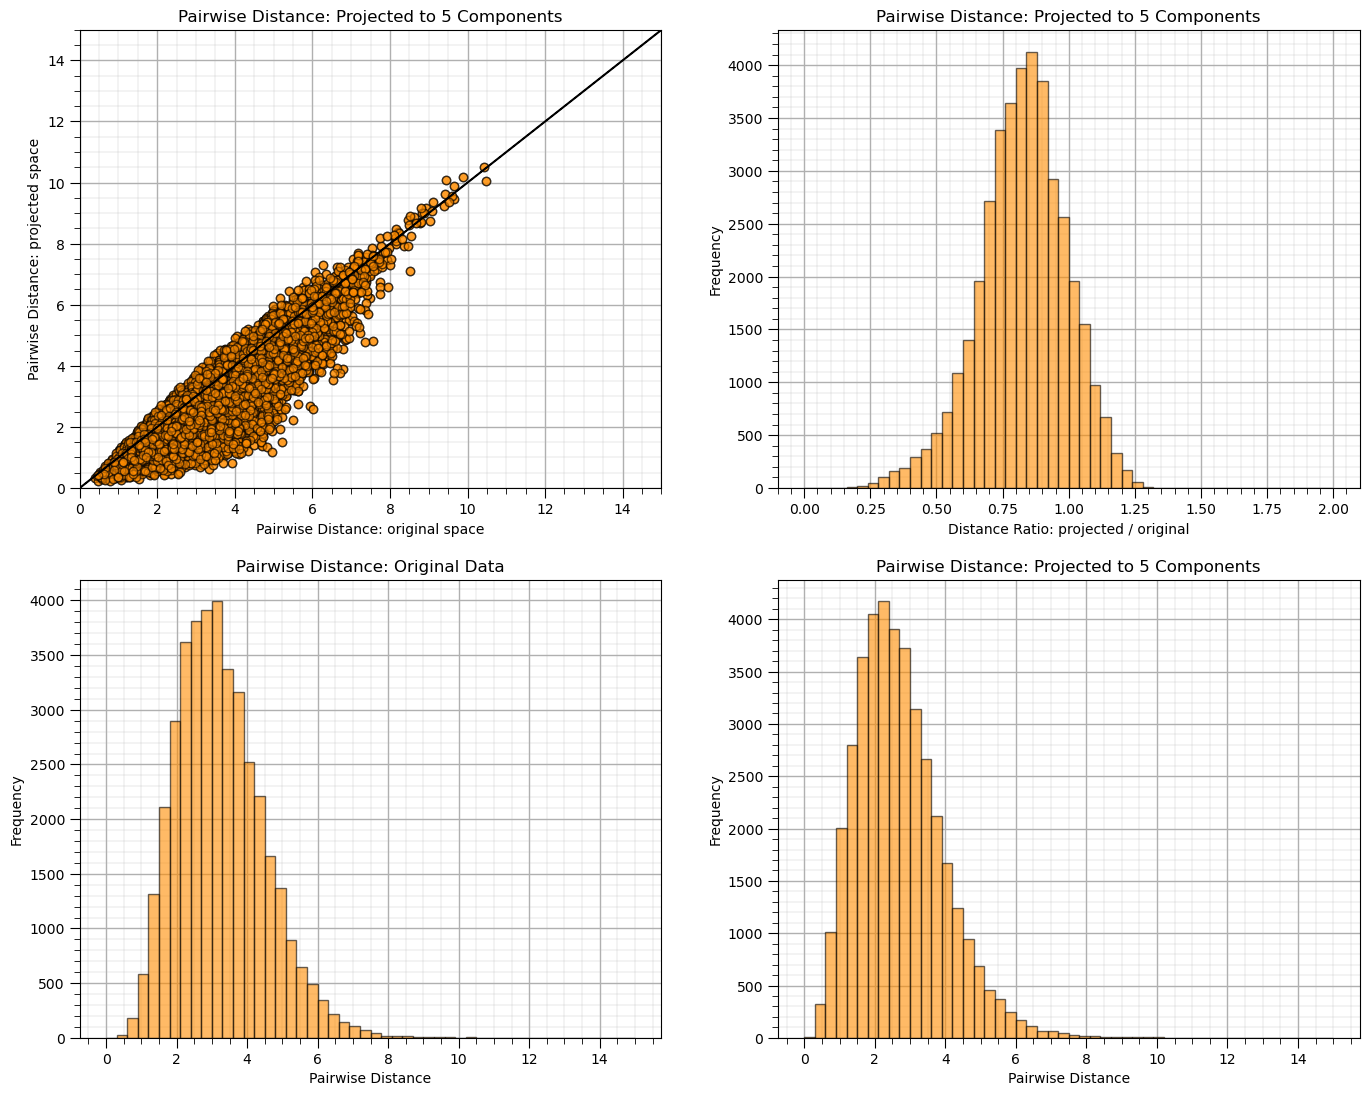 Pairwise Distance: Projected to 5 Components
Pairwise Distance: projected space
14
12
10
8
6
4
2
0
0 2 4 6 8 10 12 14
Pairwise Distance: original space
Pairwise Distance: Projected to 5 Components
Frequency
4000
3500
3000
2500
2000
1500
1000
500
0
0.00 0.25 0.50 0.75 1.00 1.25 1.50 1.75 2.00
Distance Ratio: projected / original
Pairwise Distance: Original Data
Frequency
4000
3500
3000
2500
2000
1500
1000
500
0
0 2 4 6 8 10 12 14
Pairwise Distance
Pairwise Distance: Projected to 5 Components
Frequency
4000
3500
3000
2500
2000
1500
1000
500
0
0 2 4 6 8 10 12 14
Pairwise Distance